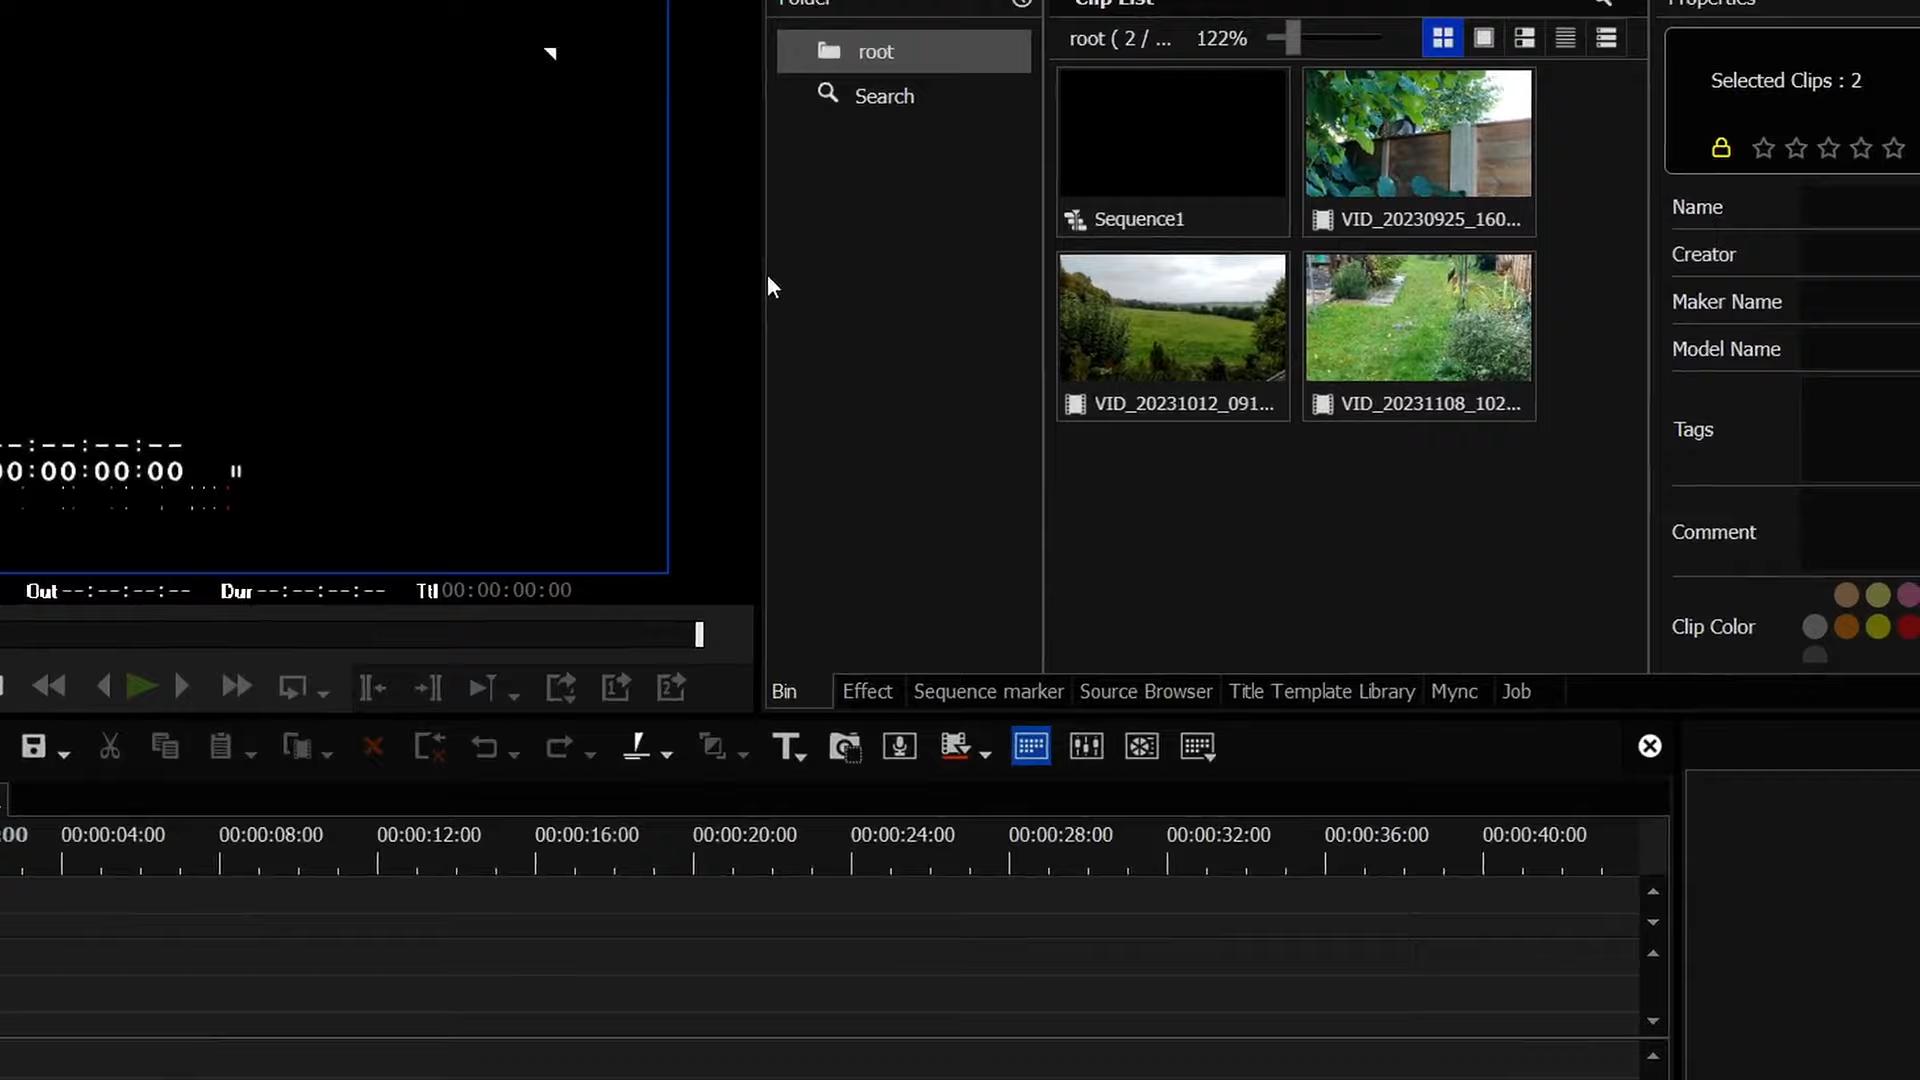 Folder
Clip List
Properties
root
Search
root ( 2 / ...
122%
Selected Clips : 2
Sequence1
VID_20230925_160...
VID_20231012_091...
VID_20231108_102...
Name
Creator
Maker Name
Model Name
Tags
Comment
Clip Color
--:--:--:--
00:00:00:00
Out --:--:--:--
Dur --:--:--:--
Ttl 00:00:00:00
Bin
Effect
Sequence marker
Source Browser
Title Template Library
Mync
Job
:00
00:00:04:00
00:00:08:00
00:00:12:00
00:00:16:00
00:00:20:00
00:00:24:00
00:00:28:00
00:00:32:00
00:00:36:00
00:00:40:00